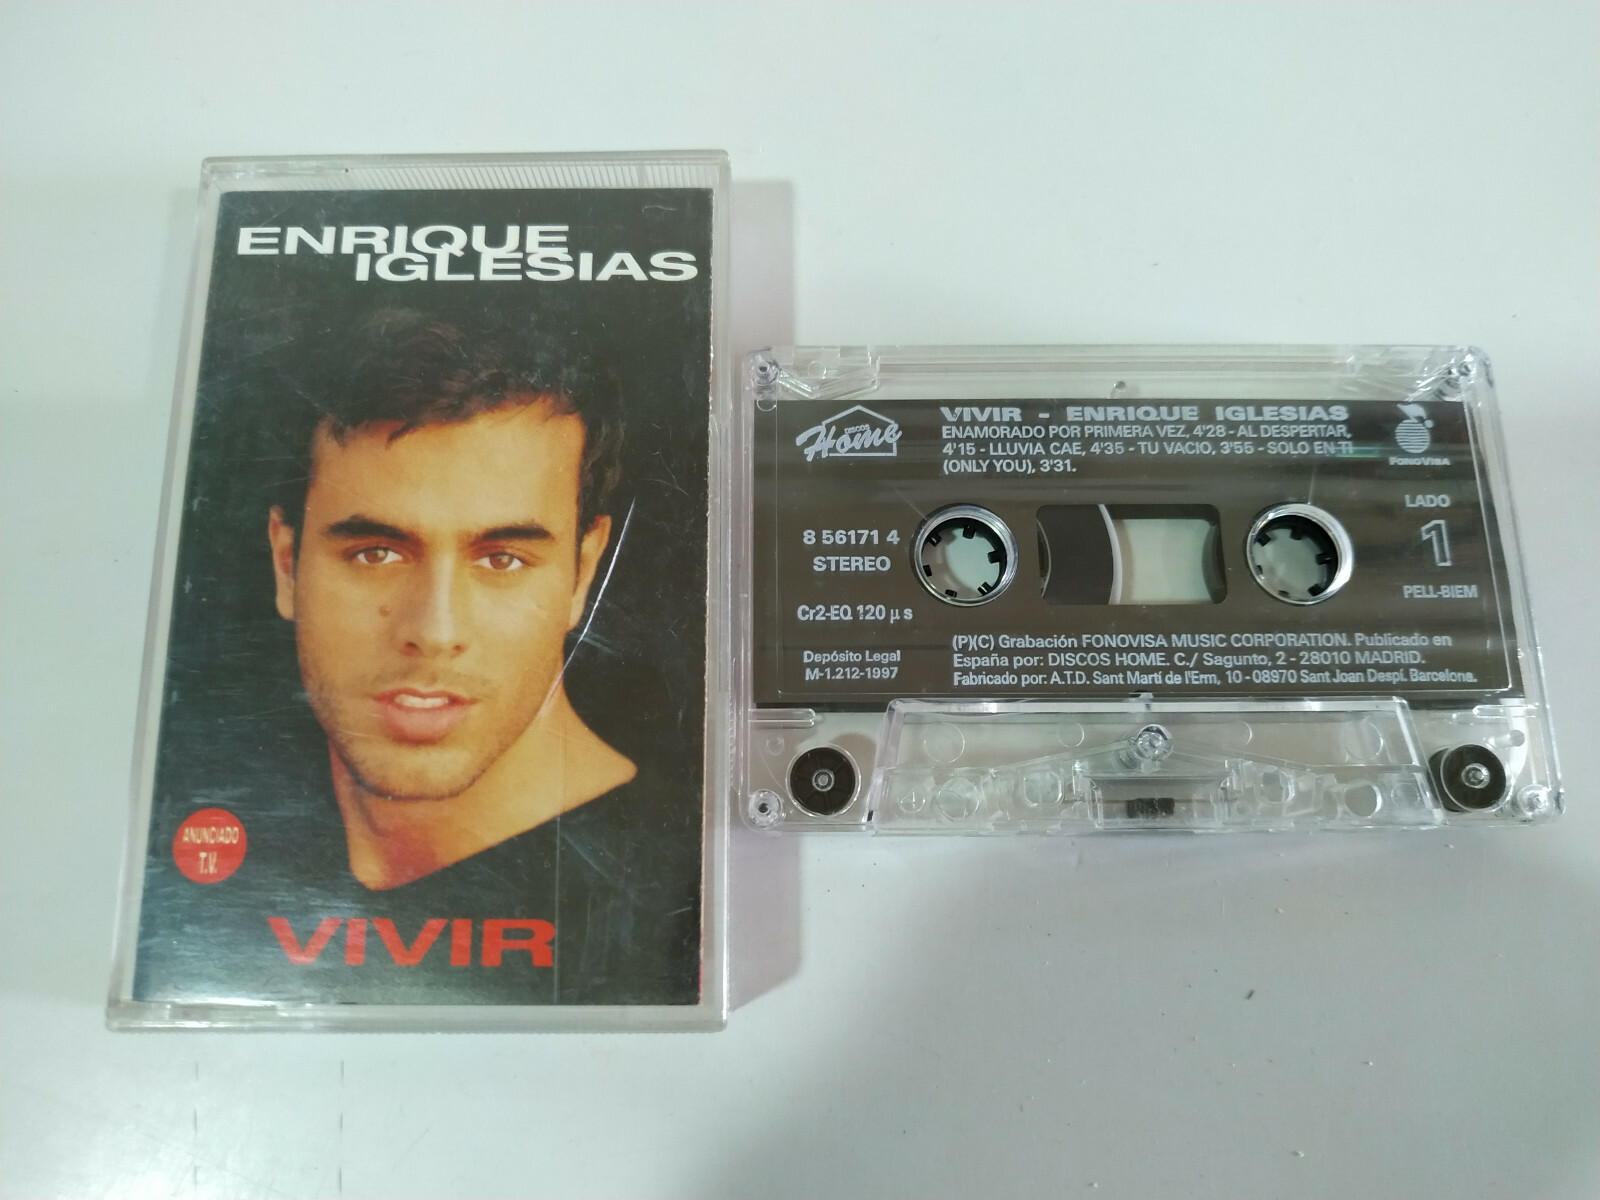 ENRIQUE
IGLESIAS
ANUNCIADO
T.V.
VIVIR
DISCOS
Home
VIVIR - ENRIQUE IGLESIAS
ENAMORADO POR PRIMERA VEZ, 4'28 - AL DESPERTAR,
4'15 - LLUVIA CAE, 4'35 - TU VACIO, 3'55 - SOLO EN TI
(ONLY YOU), 3'31.
FONOVISA
LADO
1
PELL-BIEM
8 56171 4
STEREO
Cr2-EQ 120 µ s
Depósito Legal
M-1.212-1997
(P)(C) Grabación FONOVISA MUSIC CORPORATION. Publicado en
España por: DISCOS HOME. C./ Sagunto, 2 - 28010 MADRID.
Fabricado por: A.T.D. Sant Martí de l'Erm, 10 - 08970 Sant Joan Despí. Barcelona.